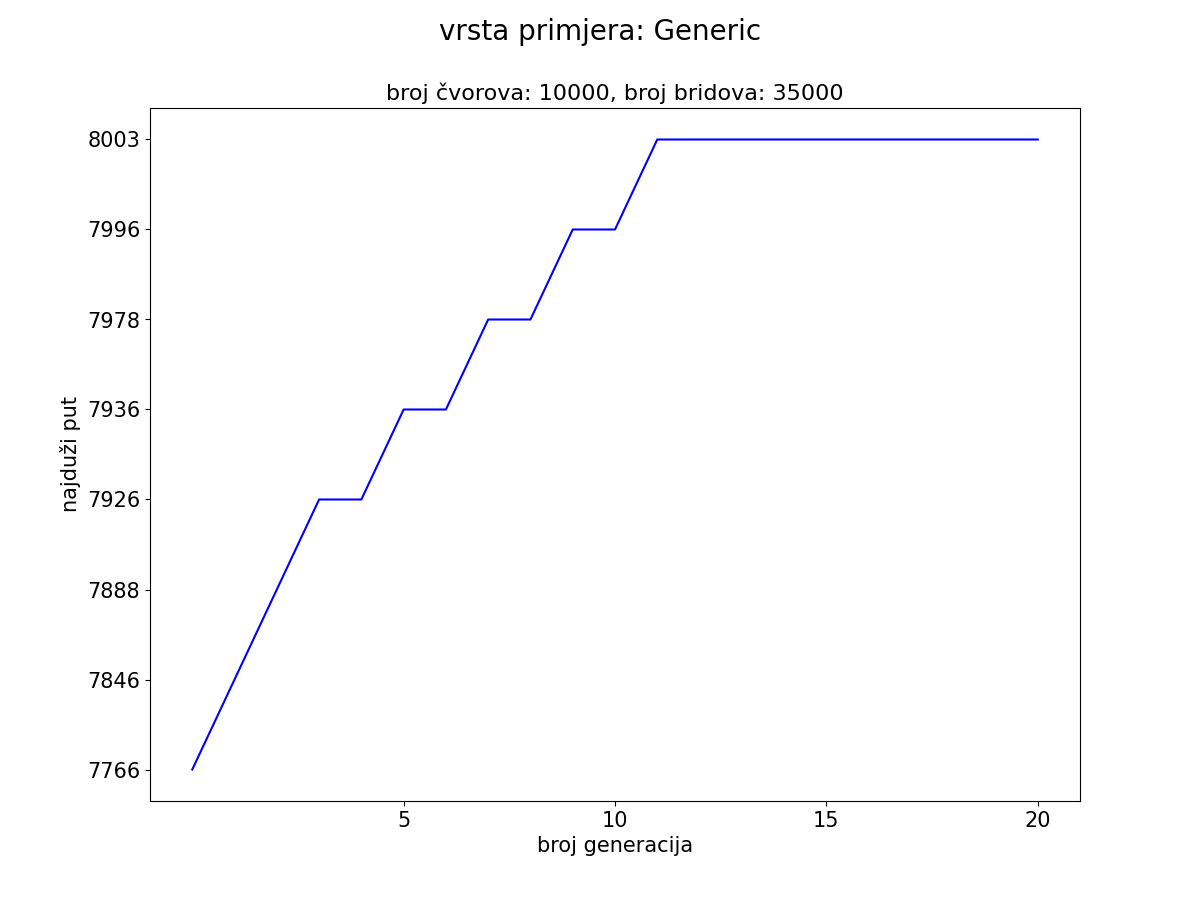 vrsta primjera: Generic
broj čvorova: 10000, broj bridova: 35000
najduži put
8003
7996
7978
7936
7926
7888
7846
7766
5 10 15 20
broj generacija